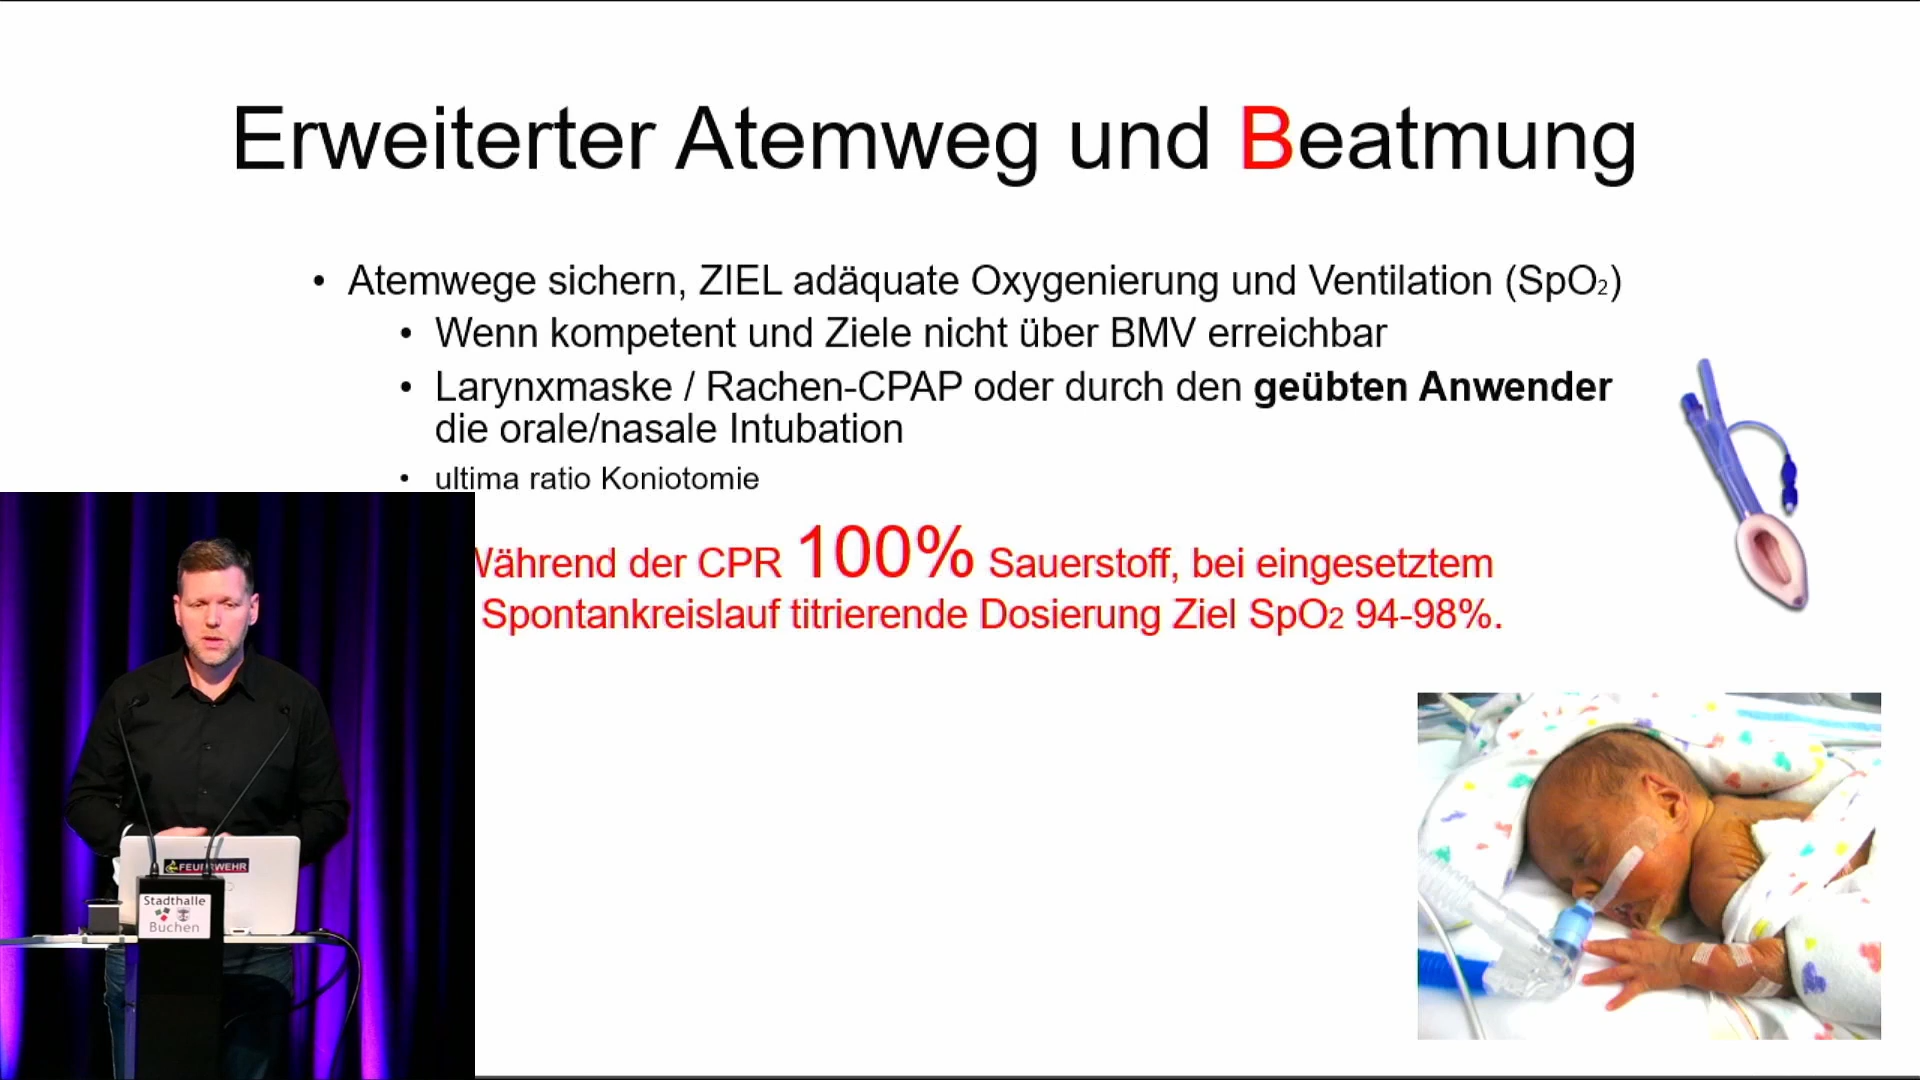 Erweiterter Atemweg und Beatmung
• Atemwege sichern, ZIEL adäquate Oxygenierung und Ventilation (SpO₂)
• Wenn kompetent und Ziele nicht über BMV erreichbar
• Larynxmaske / Rachen-CPAP oder durch den geübten Anwender
die orale/nasale Intubation
• ultima ratio Koniotomie
Während der CPR 100% Sauerstoff, bei eingesetztem
Spontankreislauf titrierende Dosierung Ziel SpO2 94-98%.
FEUERWEHR
Stadthalle
Buchen